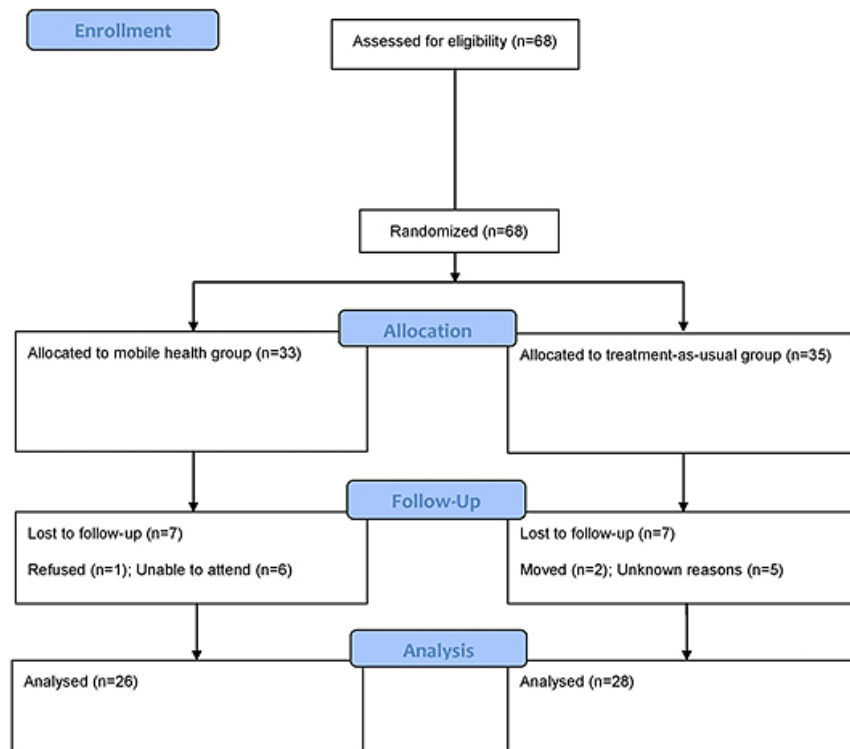 Enrollment
Assessed for eligibility (n=68)
Randomized (n=68)
Allocation
Allocated to mobile health group (n=33)
Allocated to treatment-as-usual group (n=35)
Follow-Up
Lost to follow-up (n=7)
Refused (n=1); Unable to attend (n=6)
Lost to follow-up (n=7)
Moved (n=2); Unknown reasons (n=5)
Analysis
Analysed (n=26)
Analysed (n=28)